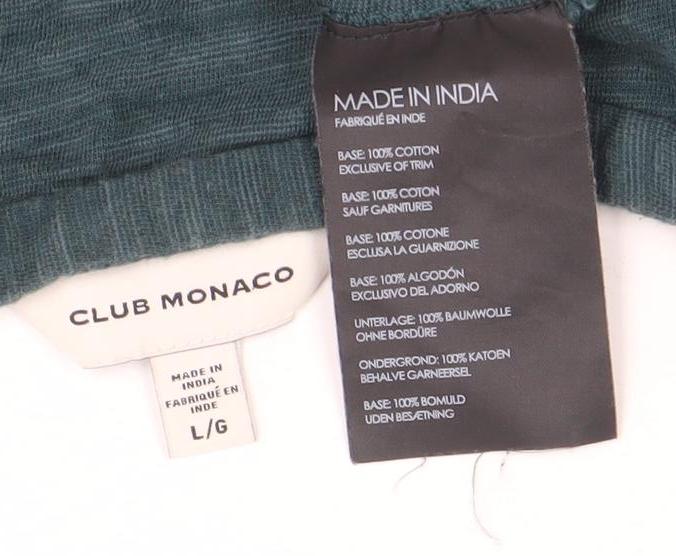 MADE IN INDIA
FABRIQUÉ EN INDE
BASE: 100% COTTON
EXCLUSIVE OF TRIM
BASE: 100% COTON
SAUF GARNITURES
BASE: 100% COTONE
ESCLUSA LA GUARNIZIONE
BASE: 100% ALGODÓN
EXCLUSIVO DEL ADORNO
UNTERLAGE: 100% BAUMWOLLE
OHNE BORDÜRE
ONDERGROND: 100% KATOEN
BEHALVE GARNEERSEL
BASE: 100% BOMULD
UDEN BESÆTNING
CLUB MONACO
MADE IN
INDIA
FABRIQUÉ EN
INDE
L/G